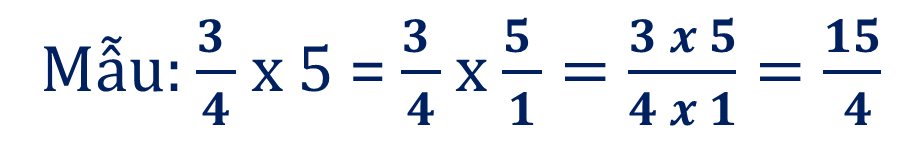 Mẫu: 3/4 x 5 = 3/4 x 5/1 = 3 x 5/4 x 1 = 15/4